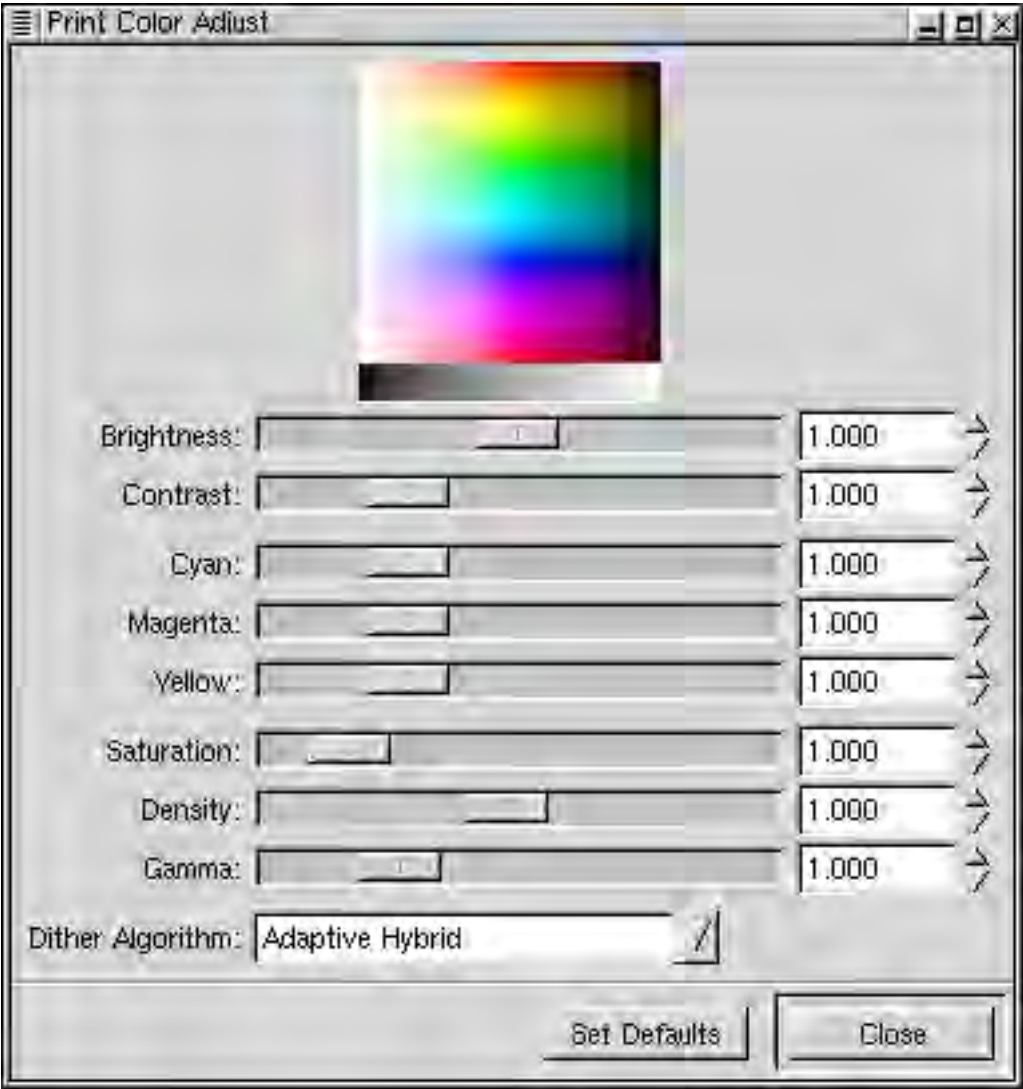 Print Color Adjust
Brightness: 1.000
Contrast: 1.000
Cyan: 1.000
Magenta: 1.000
Yellow: 1.000
Saturation: 1.000
Density: 1.000
Gamma: 1.000
Dither Algorithm: Adaptive Hybrid
Set Defaults Close